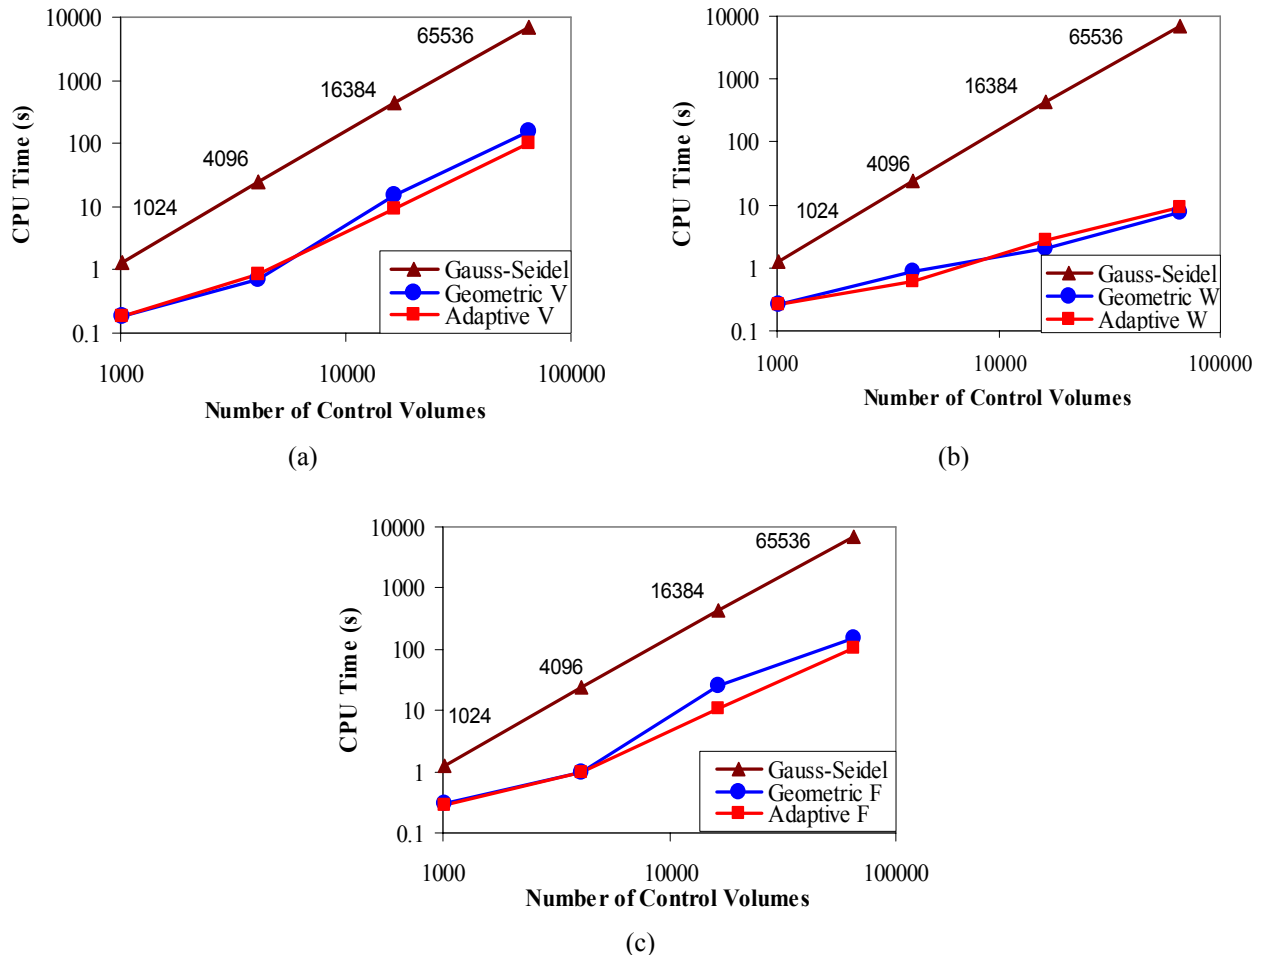 10000
1000
100
10
1
0.1
CPU Time (s)
1024
4096
16384
65536
Gauss-Seidel
Geometric V
Adaptive V
1000
10000
100000
Number of Control Volumes
(a)
10000
1000
100
10
1
0.1
CPU Time (s)
1024
4096
16384
65536
Gauss-Seidel
Geometric W
Adaptive W
1000
10000
100000
Number of Control Volumes
(b)
10000
1000
100
10
1
0.1
CPU Time (s)
1024
4096
16384
65536
Gauss-Seidel
Geometric F
Adaptive F
1000
10000
100000
Number of Control Volumes
(c)